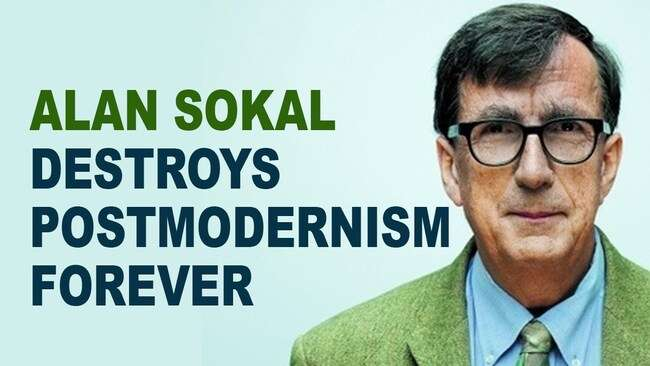 ALAN SOKAL
DESTROYS
POSTMODERNISM
FOREVER